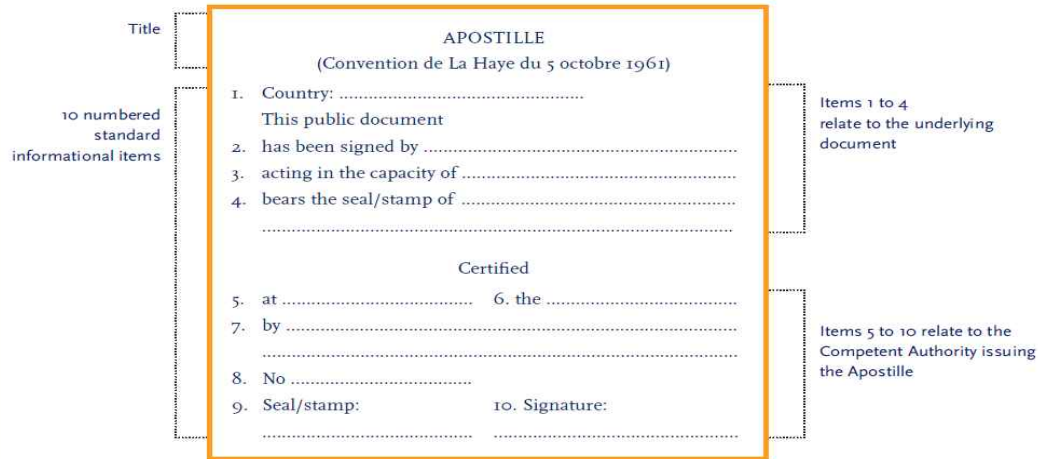 Title
APOSTILLE
(Convention de La Haye du 5 octobre 1961)
10 numbered
standard
informational items
1. Country: ............................................
This public document
2. has been signed by ........................................................
3. acting in the capacity of .................................................
4. bears the seal/stamp of .................................................
.....................................................................................
Items 1 to 4
relate to the underlying
document
Certified
5. at .................................. 6. the ..................................
7. by .................................................................................
.....................................................................................
8. No .................................
9. Seal/stamp: 10. Signature:
...................................... ............................................
Items 5 to 10 relate to the
Competent Authority issuing
the Apostille